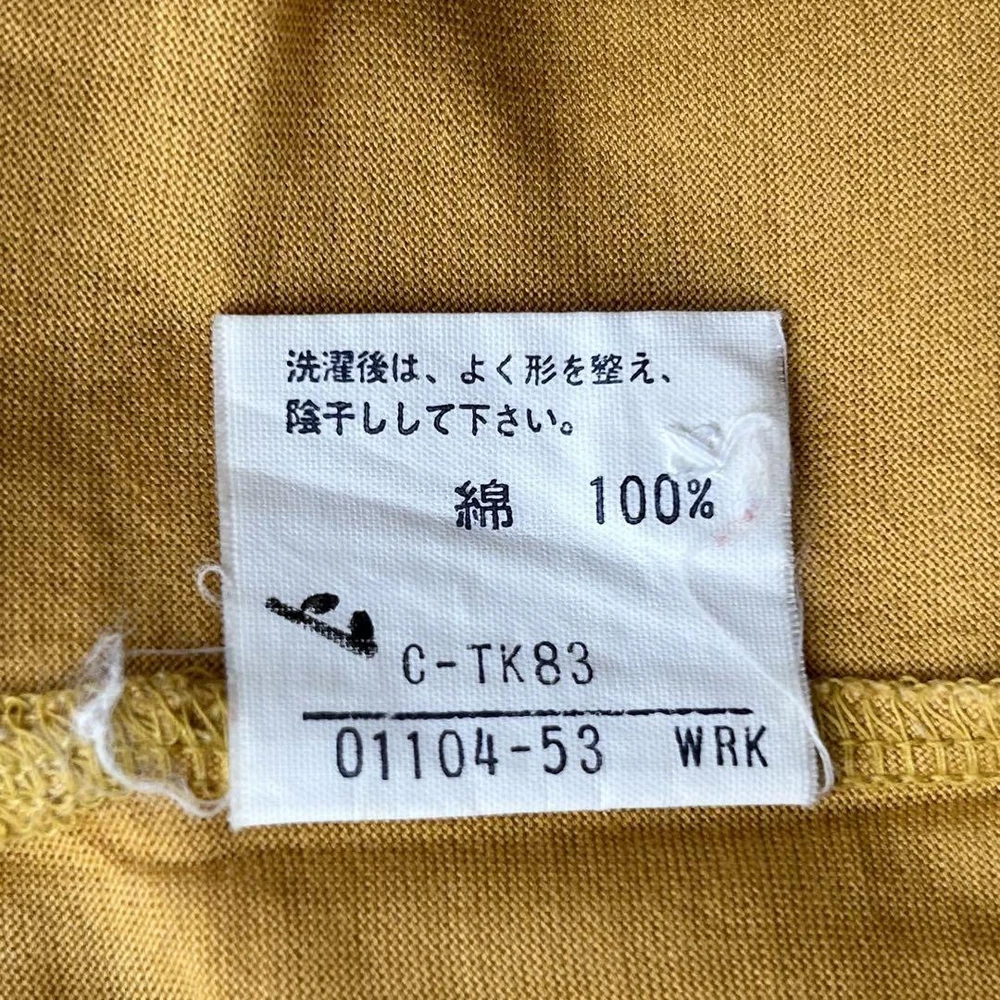 洗濯後は、よく形を整え、
陰干しして下さい。
綿 100%
C-TK83
01104-53 WRK